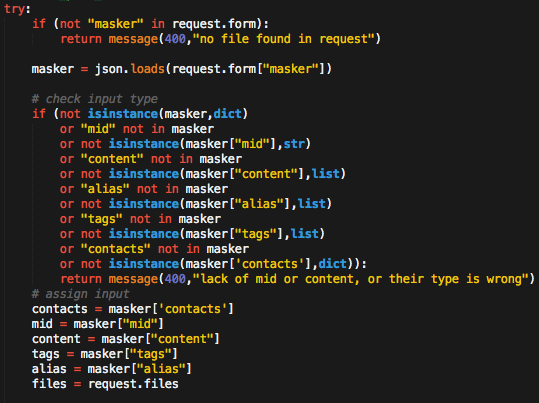 try:
    if (not "masker" in request.form):
        return message(400,"no file found in request")

    masker = json.loads(request.form["masker"])

    # check input type
    if (not isinstance(masker,dict)
        or "mid" not in masker
        or not isinstance(masker["mid"],str)
        or "content" not in masker
        or not isinstance(masker["content"],list)
        or "alias" not in masker
        or not isinstance(masker["alias"],list)
        or "tags" not in masker
        or not isinstance(masker["tags"],list)
        or "contacts" not in masker
        or not isinstance(masker['contacts'],dict)):
        return message(400,"lack of mid or content, or their type is wrong")
    # assign input
    contacts = masker['contacts']
    mid = masker["mid"]
    content = masker["content"]
    tags = masker["tags"]
    alias = masker["alias"]
    files = request.files